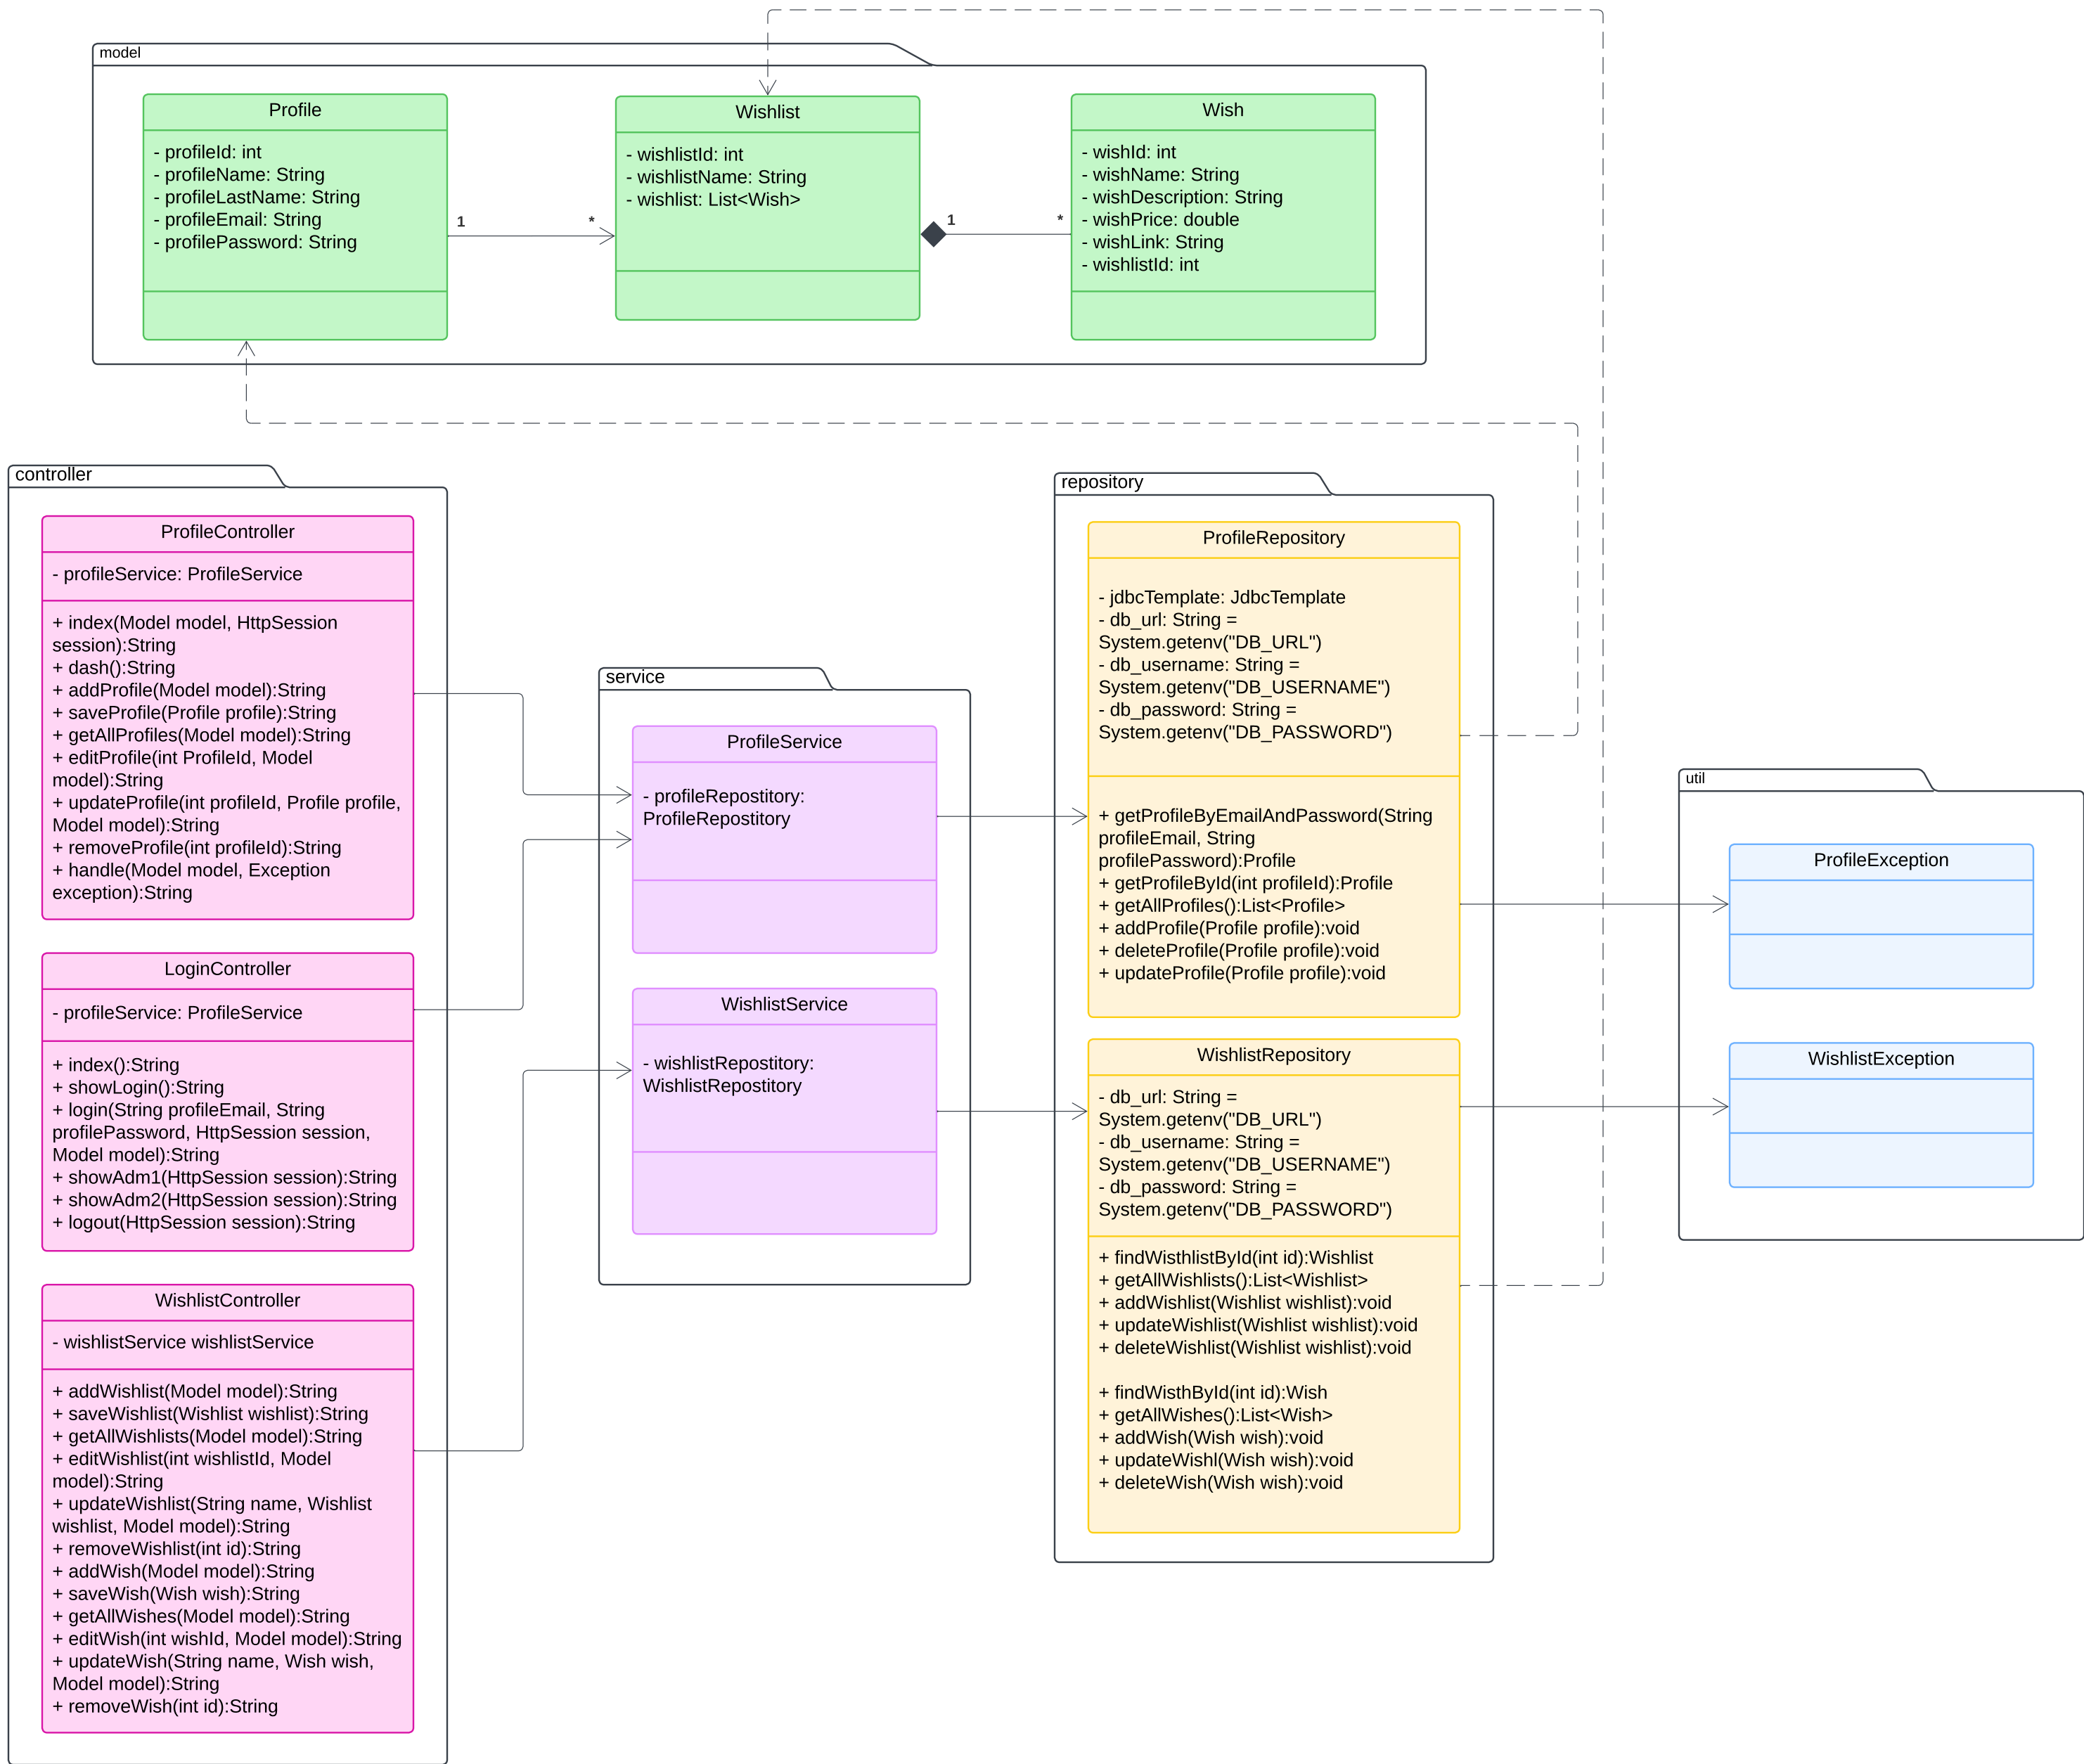 model
Profile
- profileId: int
- profileName: String
- profileLastName: String
- profileEmail: String
- profilePassword: String
1
*
Wishlist
- wishlistId: int
- wishlistName: String
- wishlist: List<Wish>
1
*
Wish
- wishId: int
- wishName: String
- wishDescription: String
- wishPrice: double
- wishLink: String
- wishlistId: int
controller
ProfileController
- profileService: ProfileService
+ index(Model model, HttpSession
session):String
+ dash():String
+ addProfile(Model model):String
+ saveProfile(Profile profile):String
+ getAllProfiles(Model model):String
+ editProfile(int ProfileId, Model
model):String
+ updateProfile(int profileId, Profile profile,
Model model):String
+ removeProfile(int profileId):String
+ handle(Model model, Exception
exception):String
LoginController
- profileService: ProfileService
+ index():String
+ showLogin():String
+ login(String profileEmail, String
profilePassword, HttpSession session,
Model model):String
+ showAdm1(HttpSession session):String
+ showAdm2(HttpSession session):String
+ logout(HttpSession session):String
WishlistController
- wishlistService wishlistService
+ addWishlist(Model model):String
+ saveWishlist(Wishlist wishlist):String
+ getAllWishlists(Model model):String
+ editWishlist(int wishlistId, Model
model):String
+ updateWishlist(String name, Wishlist
wishlist, Model model):String
+ removeWishlist(int id):String
+ addWish(Model model):String
+ saveWish(Wish wish):String
+ getAllWishes(Model model):String
+ editWish(int wishId, Model model):String
+ updateWish(String name, Wish wish,
Model model):String
+ removeWish(int id):String
service
ProfileService
- profileRepostitory:
ProfileRepostitory
WishlistService
- wishlistRepostitory:
WishlistRepostitory
repository
ProfileRepository
- jdbcTemplate: JdbcTemplate
- db_url: String =
System.getenv("DB_URL")
- db_username: String =
System.getenv("DB_USERNAME")
- db_password: String =
System.getenv("DB_PASSWORD")
+ getProfileByEmailAndPassword(String
profileEmail, String
profilePassword):Profile
+ getProfileById(int profileId):Profile
+ getAllProfiles():List<Profile>
+ addProfile(Profile profile):void
+ deleteProfile(Profile profile):void
+ updateProfile(Profile profile):void
WishlistRepository
- db_url: String =
System.getenv("DB_URL")
- db_username: String =
System.getenv("DB_USERNAME")
- db_password: String =
System.getenv("DB_PASSWORD")
+ findWisthlistById(int id):Wishlist
+ getAllWishlists():List<Wishlist>
+ addWishlist(Wishlist wishlist):void
+ updateWishlist(Wishlist wishlist):void
+ deleteWishlist(Wishlist wishlist):void
+ findWisthById(int id):Wish
+ getAllWishes():List<Wish>
+ addWish(Wish wish):void
+ updateWishl(Wish wish):void
+ deleteWish(Wish wish):void
util
ProfileException
WishlistException